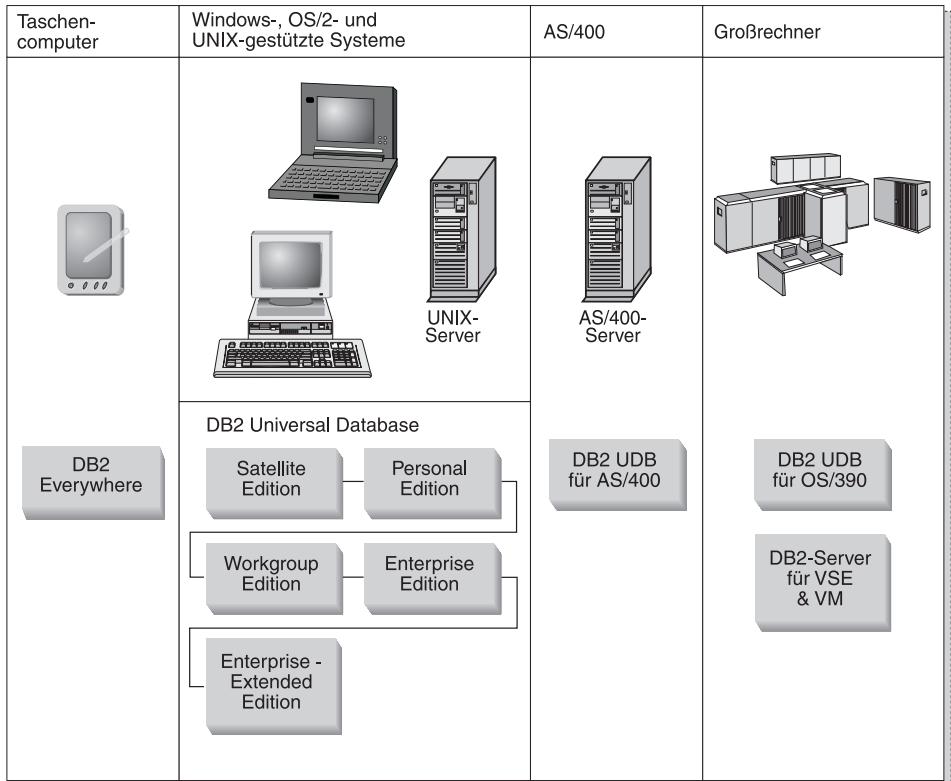 Taschen-
computer
Windows-, OS/2- und
UNIX-gestützte Systeme
AS/400
Großrechner
UNIX-
Server
AS/400-
Server
DB2 Universal Database
DB2
Everywhere
Satellite
Edition
Personal
Edition
Workgroup
Edition
Enterprise
Edition
Enterprise -
Extended
Edition
DB2 UDB
für AS/400
DB2 UDB
für OS/390
DB2-Server
für VSE
& VM